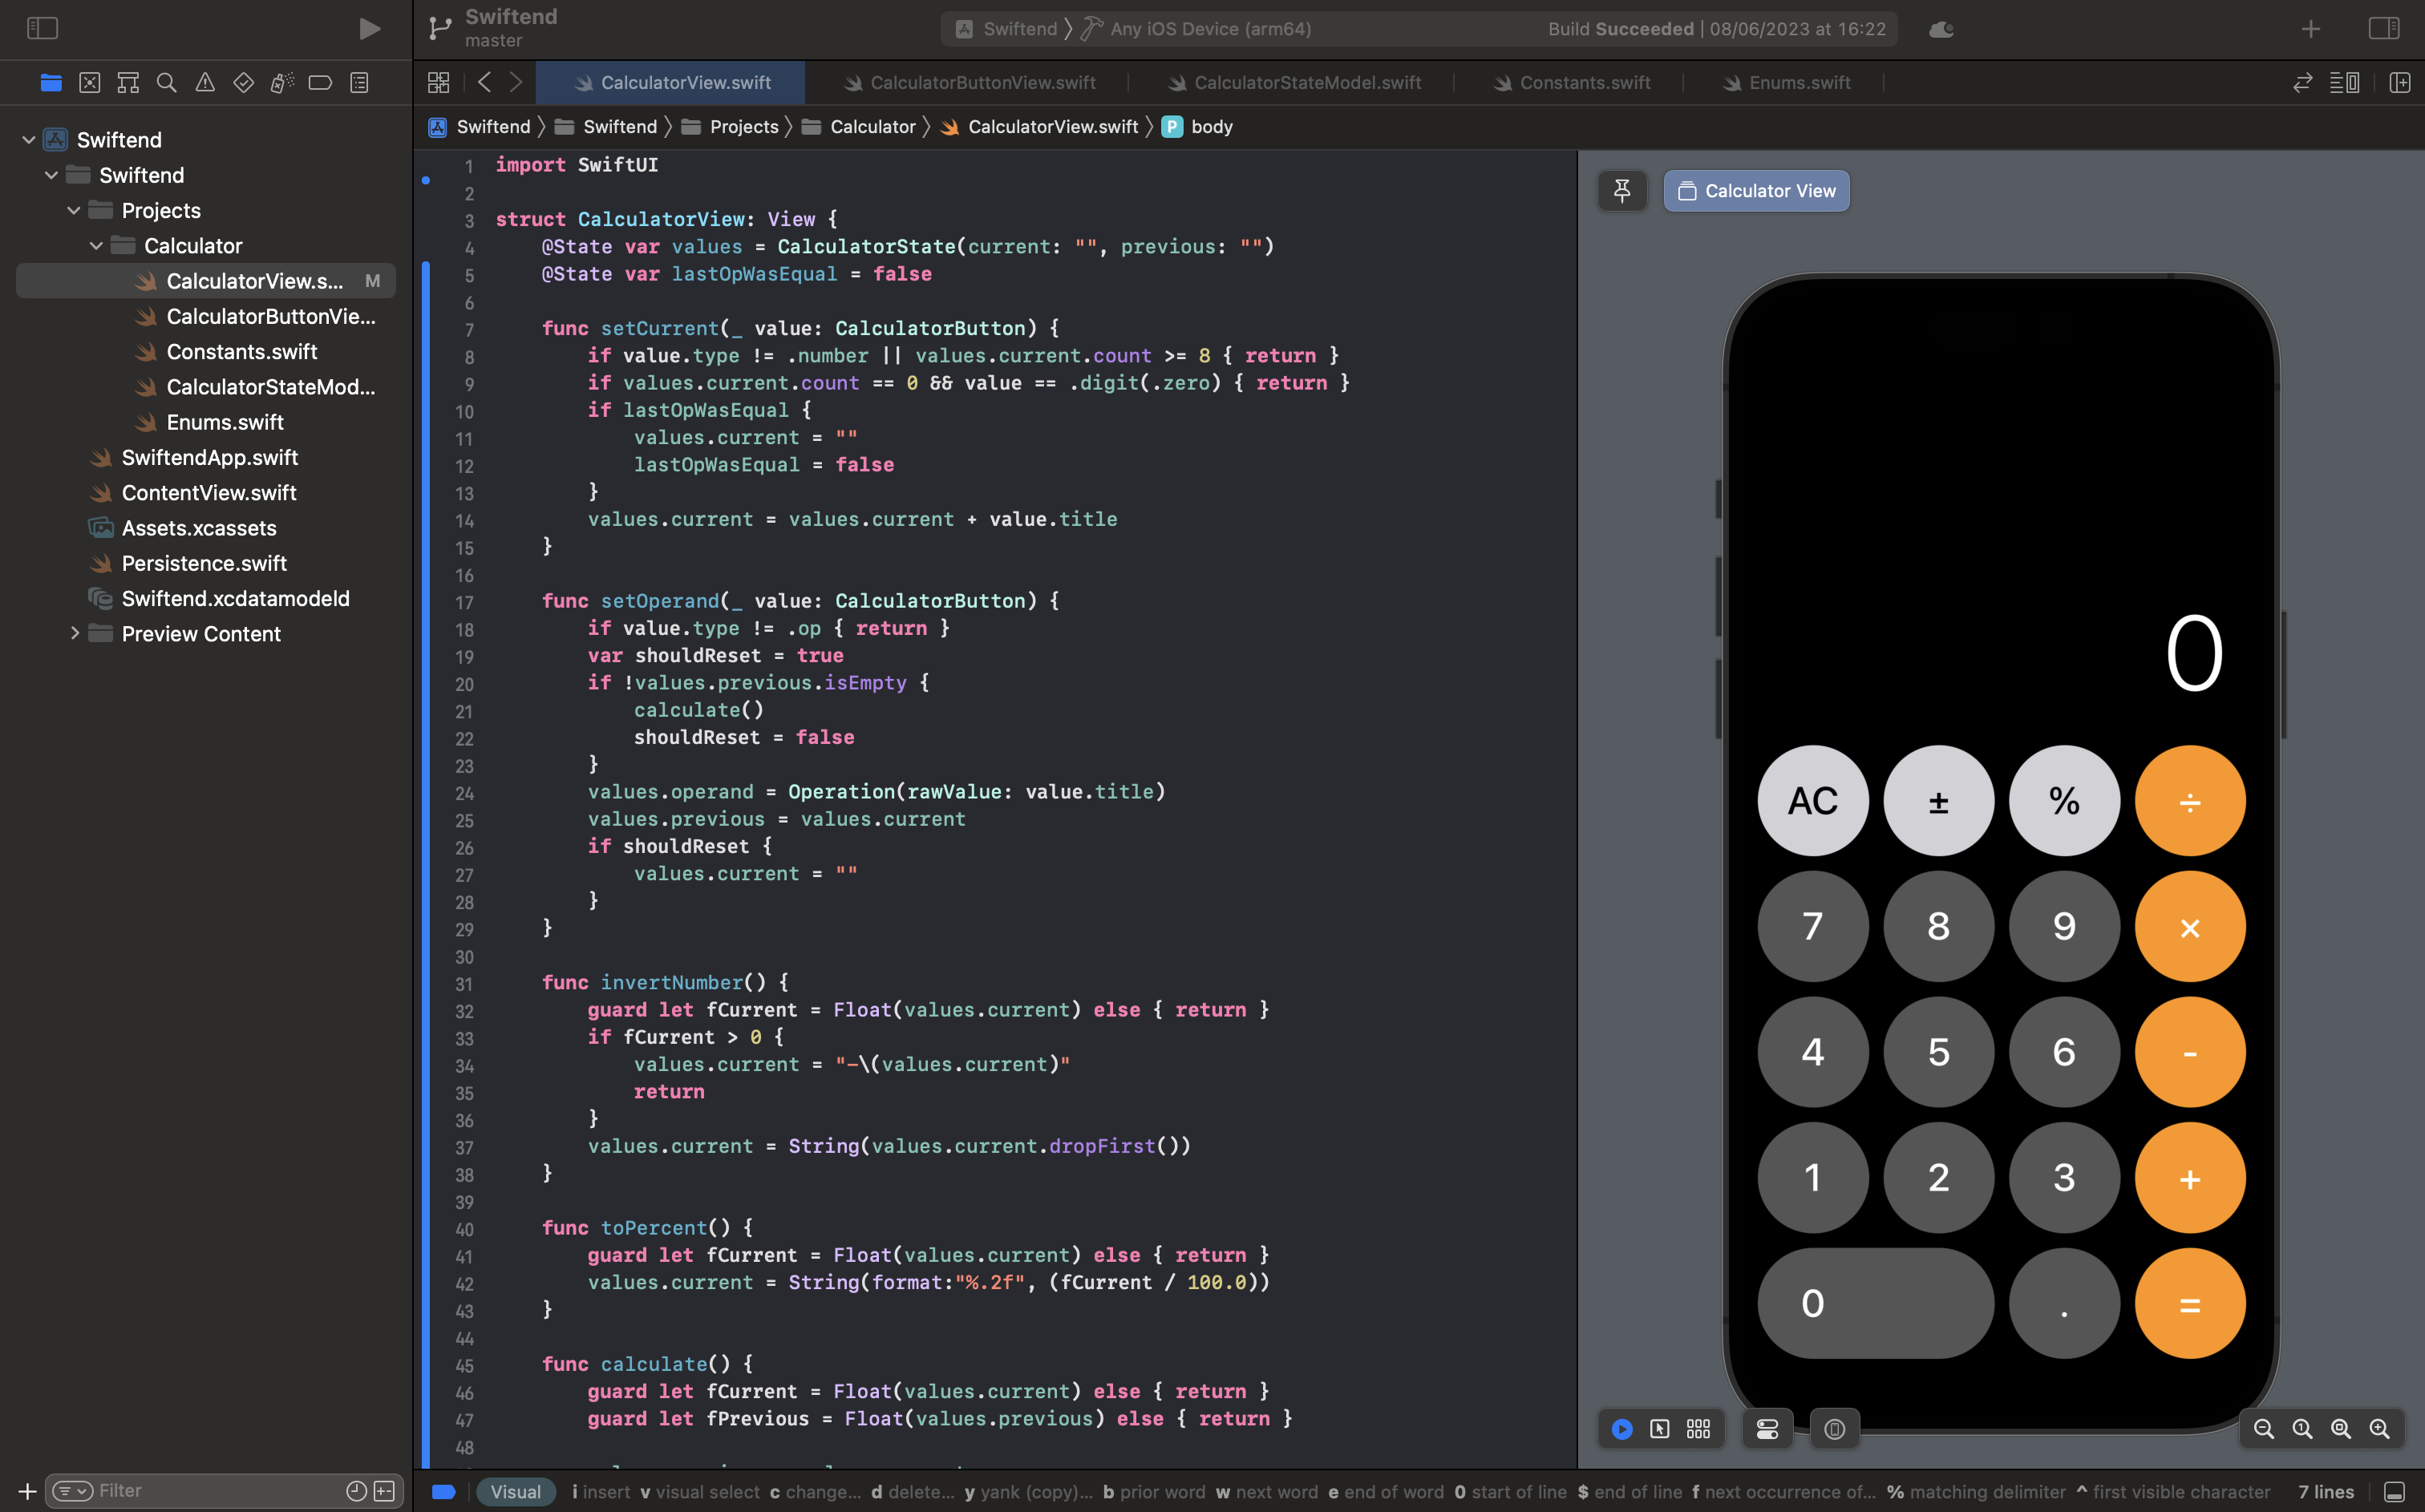 Swiftend
master
Swiftend Any iOS Device (arm64) Build Succeeded | 08/06/2023 at 16:22
CalculatorView.swift CalculatorButtonView.swift CalculatorStateModel.swift Constants.swift Enums.swift
Swiftend Swiftend Projects Calculator CalculatorView.swift P body
Swiftend
Swiftend
Projects
Calculator
CalculatorView.s... M
CalculatorButtonVie...
Constants.swift
CalculatorStateMod...
Enums.swift
SwiftendApp.swift
ContentView.swift
Assets.xcassets
Persistence.swift
Swiftend.xcdatamodeld
Preview Content
Filter
1 import SwiftUI
2
3 struct CalculatorView: View {
4 @State var values = CalculatorState(current: "", previous: "")
5 @State var lastOpWasEqual = false
6
7 func setCurrent(_ value: CalculatorButton) {
8 if value.type != .number || values.current.count >= 8 { return }
9 if values.current.count == 0 && value == .digit(.zero) { return }
10 if lastOpWasEqual {
11 values.current = ""
12 lastOpWasEqual = false
13 }
14 values.current = values.current + value.title
15 }
16
17 func setOperand(_ value: CalculatorButton) {
18 if value.type != .op { return }
19 var shouldReset = true
20 if !values.previous.isEmpty {
21 calculate()
22 shouldReset = false
23 }
24 values.operand = Operation(rawValue: value.title)
25 values.previous = values.current
26 if shouldReset {
27 values.current = ""
28 }
29 }
30
31 func invertNumber() {
32 guard let fCurrent = Float(values.current) else { return }
33 if fCurrent > 0 {
34 values.current = "-\(values.current)"
35 return
36 }
37 values.current = String(values.current.dropFirst())
38 }
39
40 func toPercent() {
41 guard let fCurrent = Float(values.current) else { return }
42 values.current = String(format:"%.2f", (fCurrent / 100.0))
43 }
44
45 func calculate() {
46 guard let fCurrent = Float(values.current) else { return }
47 guard let fPrevious = Float(values.previous) else { return }
48
Calculator View
0
AC ± % ÷
7 8 9 ×
4 5 6 -
1 2 3 +
0 . =
Visual i insert v visual select c change... d delete... y yank (copy)... b prior word w next word e end of word 0 start of line $ end of line f next occurrence of... % matching delimiter ^ first visible character 7 lines